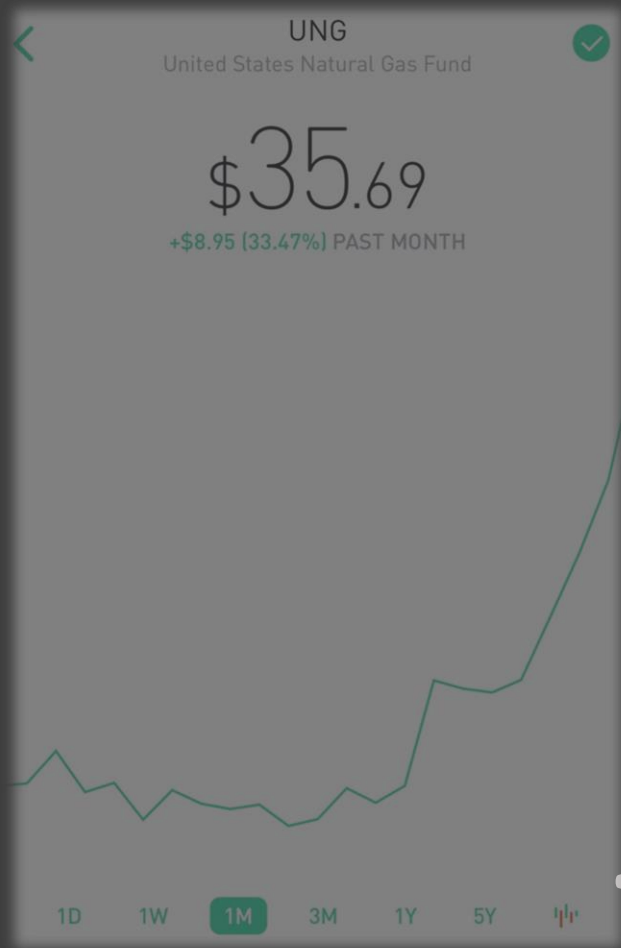 UNG
United States Natural Gas Fund
$35.69
+$8.95 (33.47%) PAST MONTH
1D 1W 1M 3M 1Y 5Y